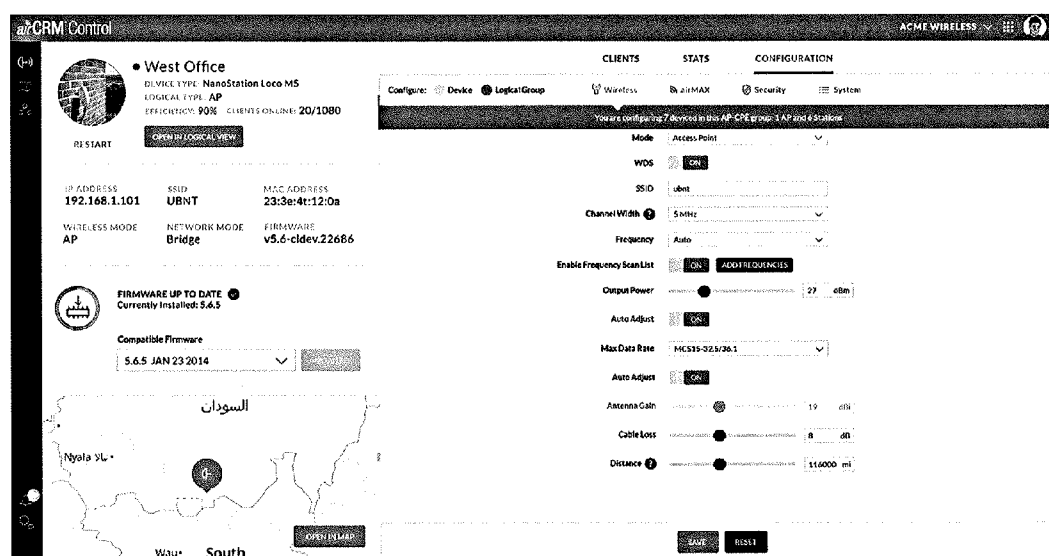 airCRM Control
ACME WIRELESS
West Office
DEVICE TYPE: NanoStation Loco M5
LOGICAL TYPE: AP
EFFICIENCY: 90% CLIENTS ONLINE: 20/1080
RESTART
OPEN IN LOGICAL VIEW
IP ADDRESS
192.168.1.101
SSID
UBNT
MAC ADDRESS
23:3e:4t:12:0a
WIRELESS MODE
AP
NETWORK MODE
Bridge
FIRMWARE
v5.6-cldev.22686
FIRMWARE UP TO DATE
Currently Installed: 5.6.5
Compatible Firmware
5.6.5 JAN 23 2014
السودان
Nyala
Wau
South
OPEN IN MAP
CLIENTS STATS CONFIGURATION
Configure: Device Logical Group Wireless airMAX Security System
You are configuring 7 devices in this AP-CPE group: 1 AP and 6 Stations
Mode Access Point
WDS ON
SSID ubnt
Channel Width ? 5 MHz
Frequency Auto
Enable Frequency Scan List ON ADD FREQUENCIES
Output Power 27 dBm
Auto Adjust ON
Max Data Rate MCS15-32.5/36.1
Auto Adjust ON
Antenna Gain 19 dBi
Cable Loss 8 dB
Distance ? 116000 mi
SAVE RESET